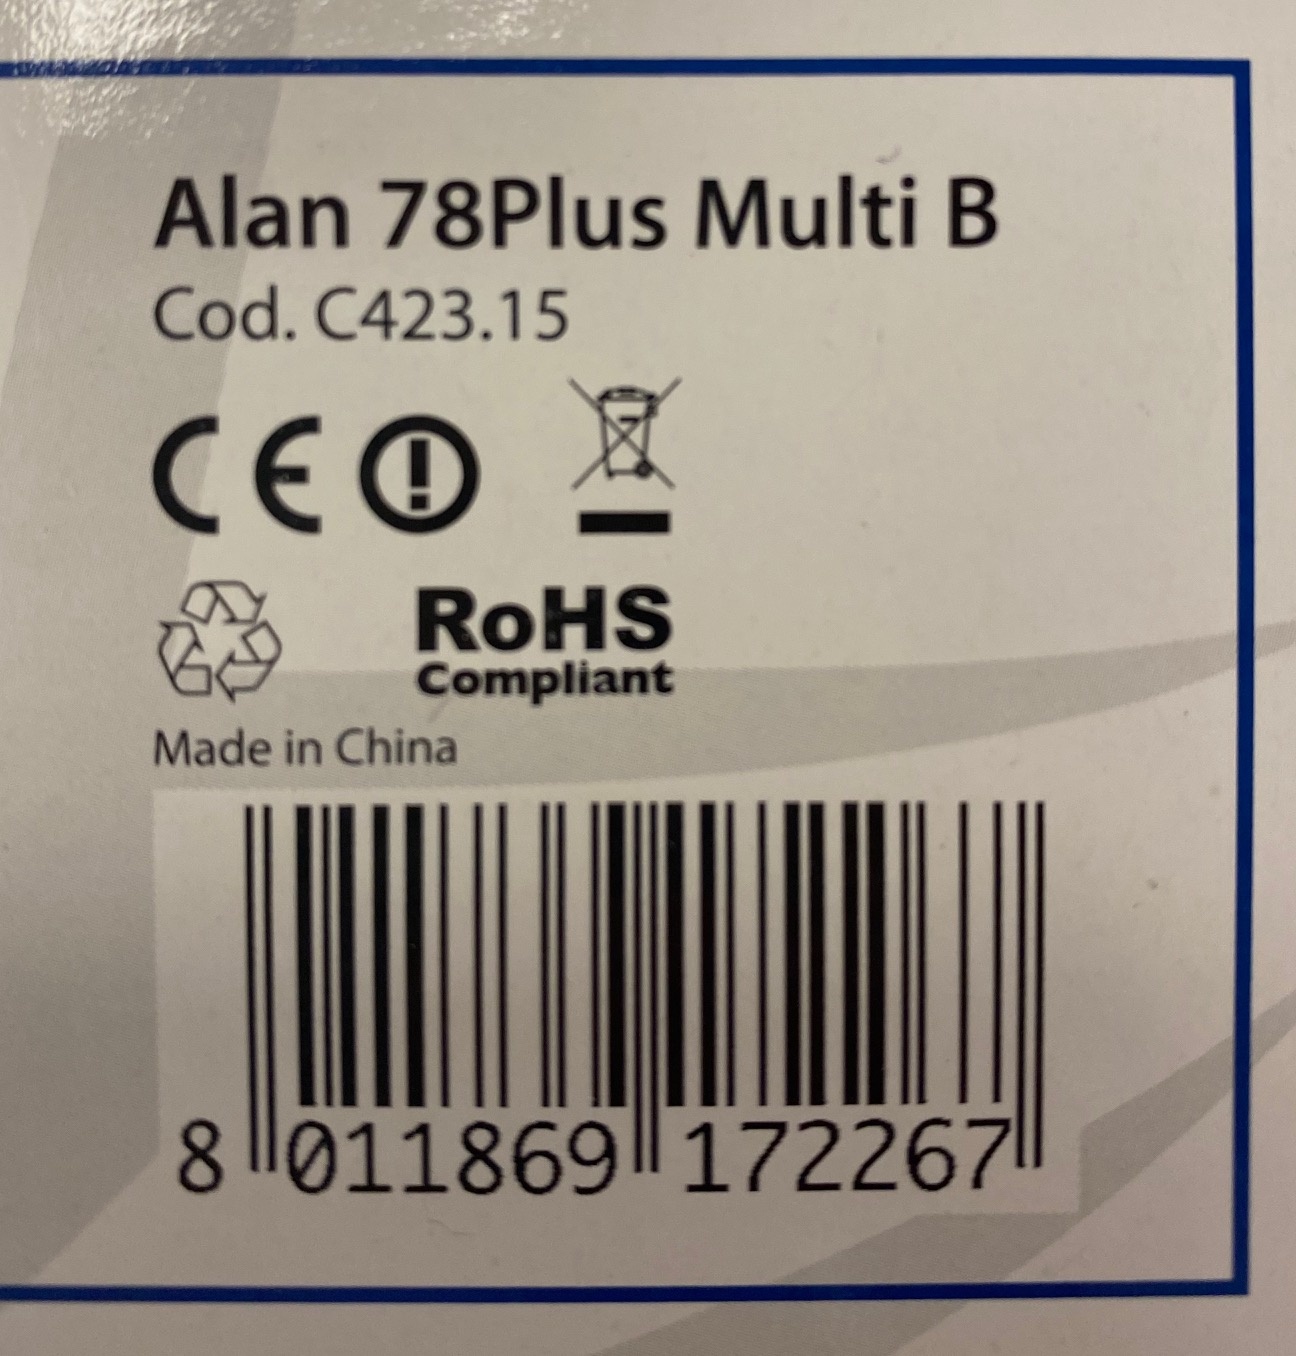 Alan 78Plus Multi B
Cod. C423.15
CE
RoHS
Compliant
Made in China
8 011869 172267